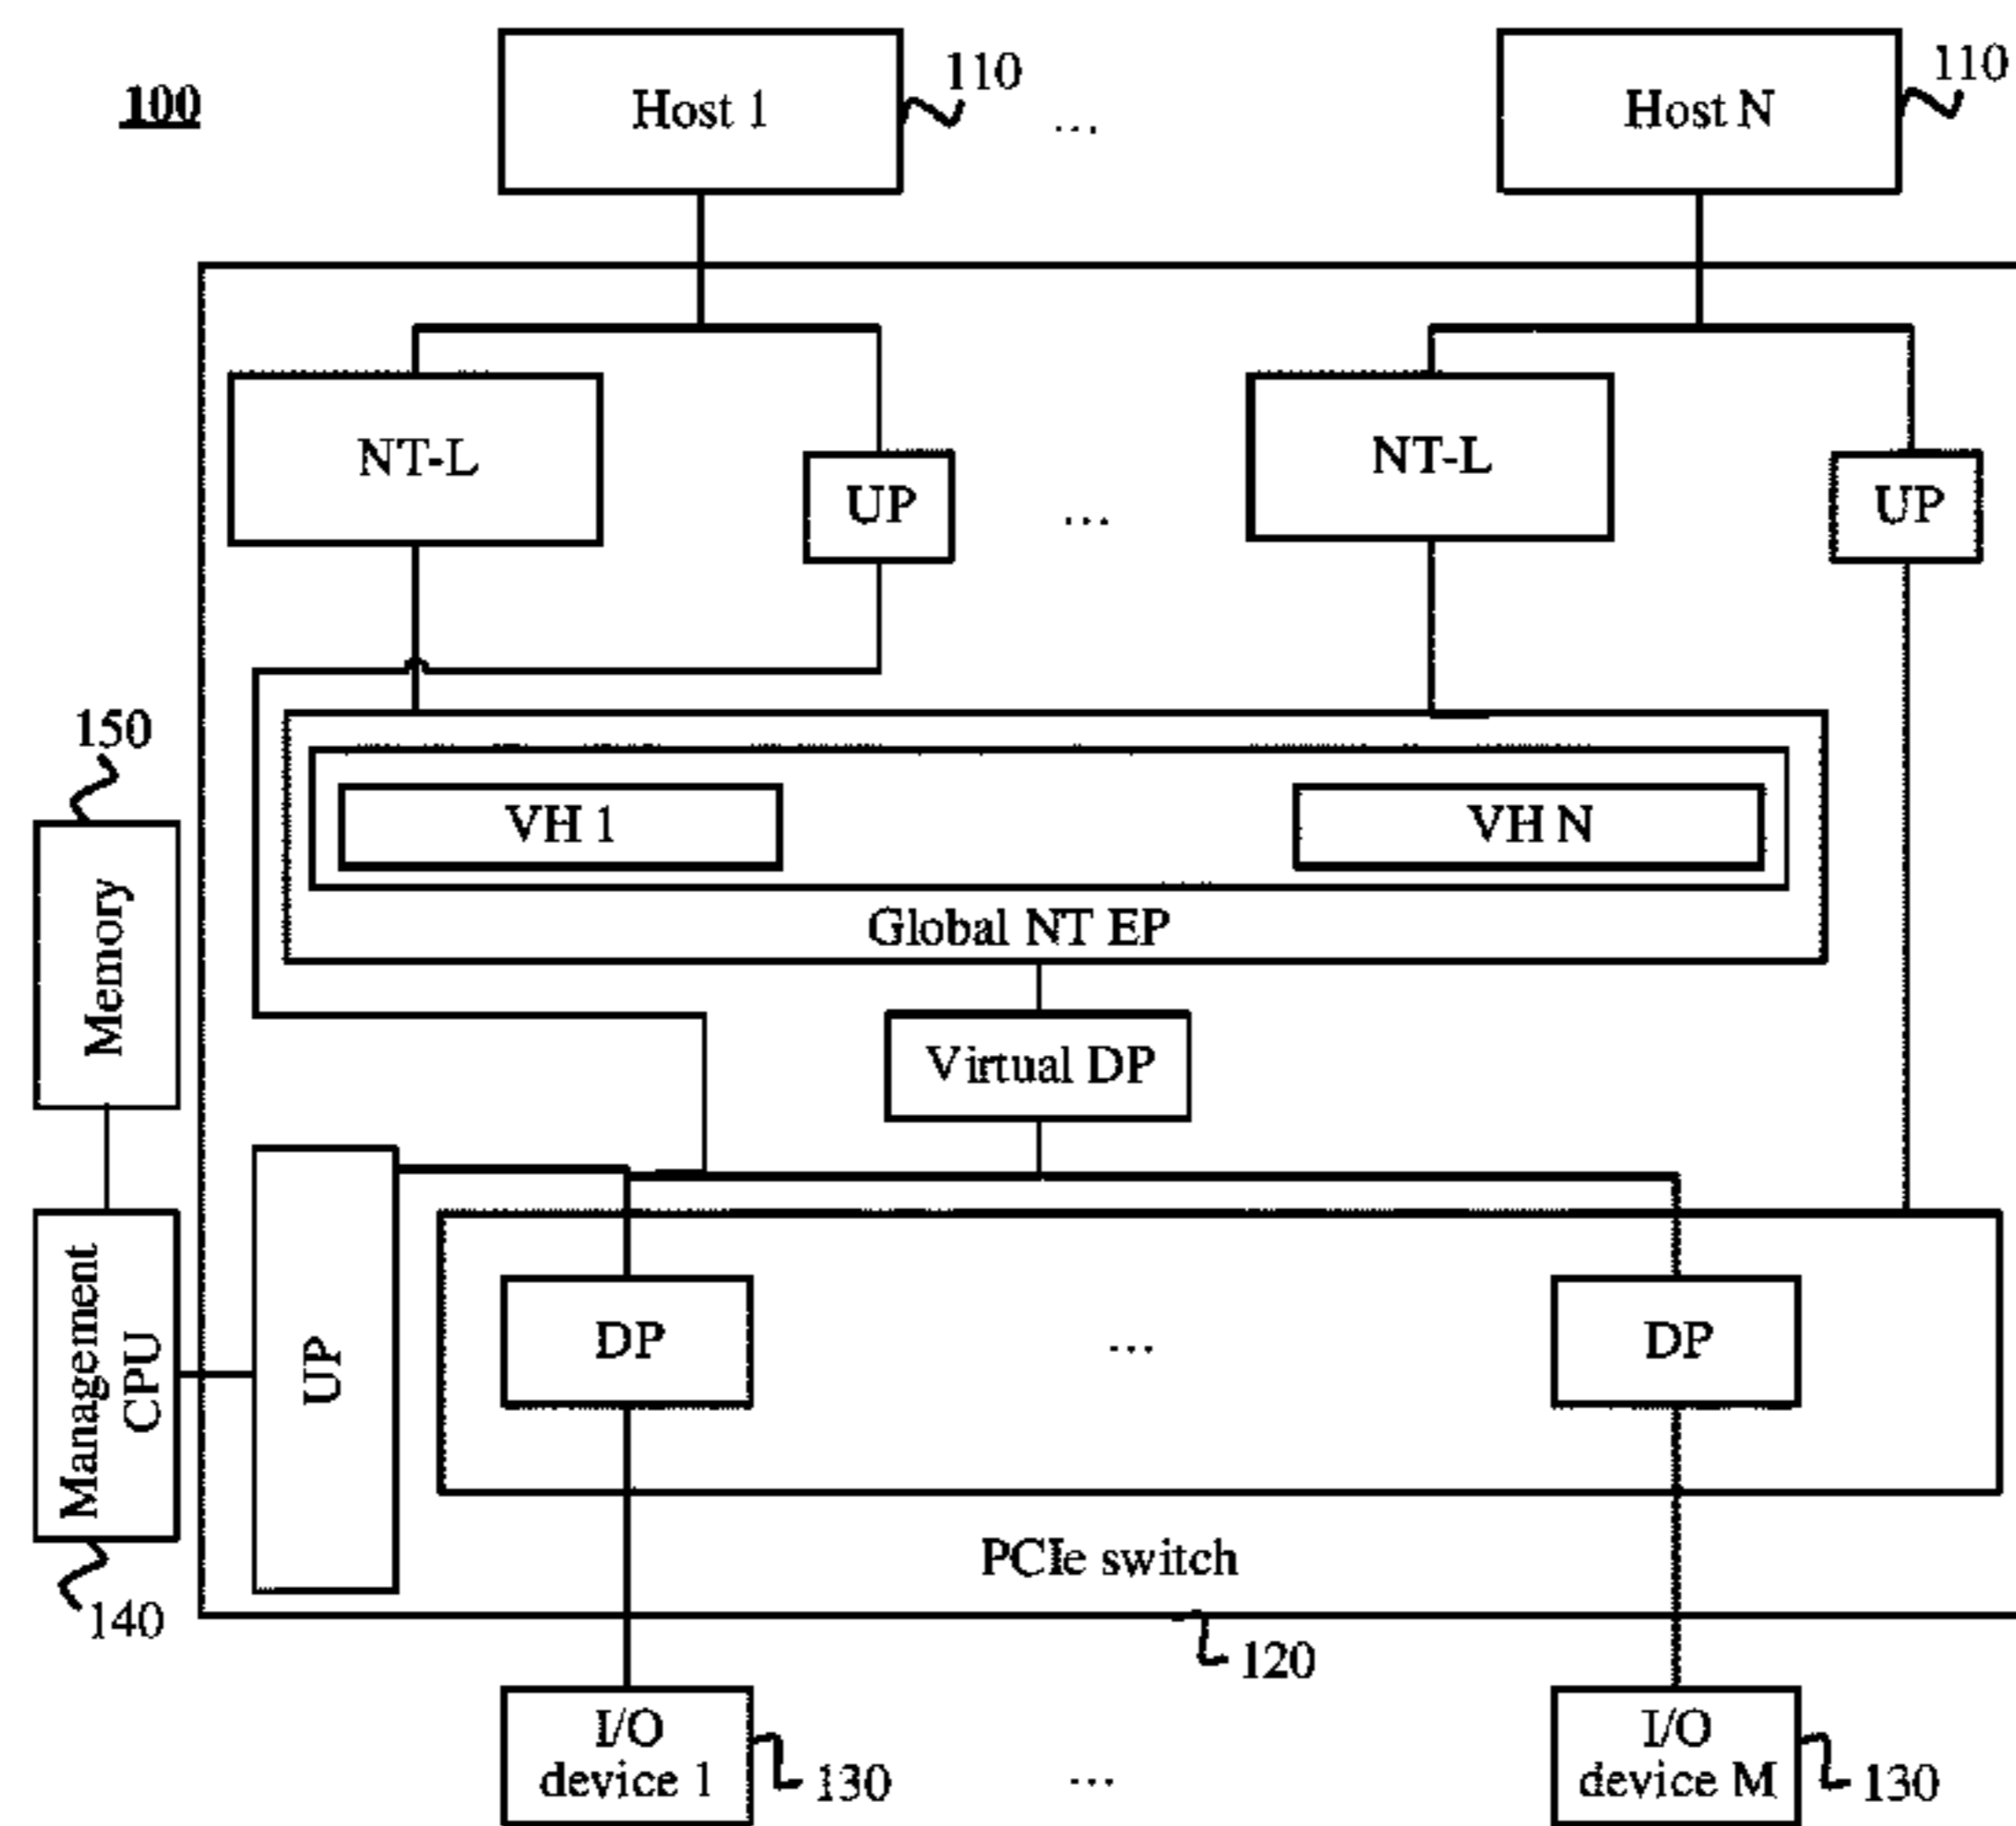 100
Host 1
110
...
Host N
110
NT-L
UP
...
NT-L
UP
150
Memory
VH 1
VH N
Global NT EP
Virtual DP
Management
CPU
140
UP
DP
...
DP
PCIe switch
120
I/O
device 1
130
...
I/O
device M
130